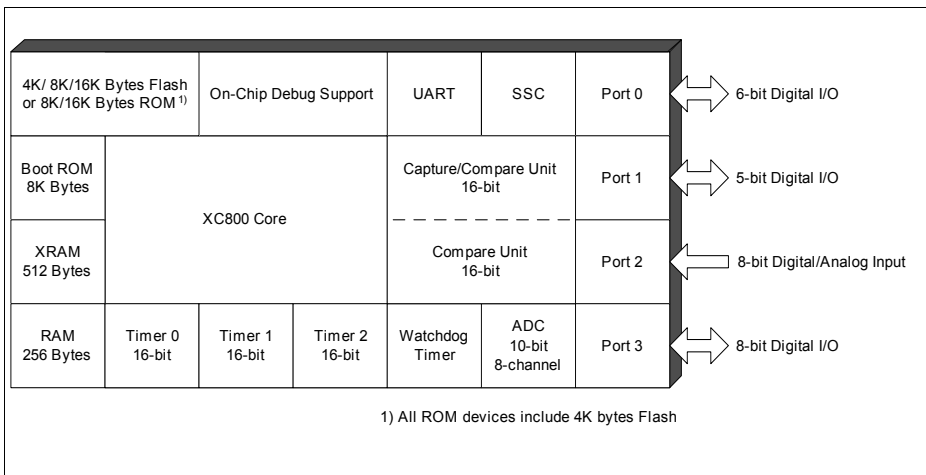 4K/ 8K/16K Bytes Flash
or 8K/16K Bytes ROM1)
On-Chip Debug Support
UART
SSC
Port 0
6-bit Digital I/O
Boot ROM
8K Bytes
XC800 Core
Capture/Compare Unit
16-bit
Port 1
5-bit Digital I/O
XRAM
512 Bytes
Compare Unit
16-bit
Port 2
8-bit Digital/Analog Input
RAM
256 Bytes
Timer 0
16-bit
Timer 1
16-bit
Timer 2
16-bit
Watchdog
Timer
ADC
10-bit
8-channel
Port 3
8-bit Digital I/O
1) All ROM devices include 4K bytes Flash